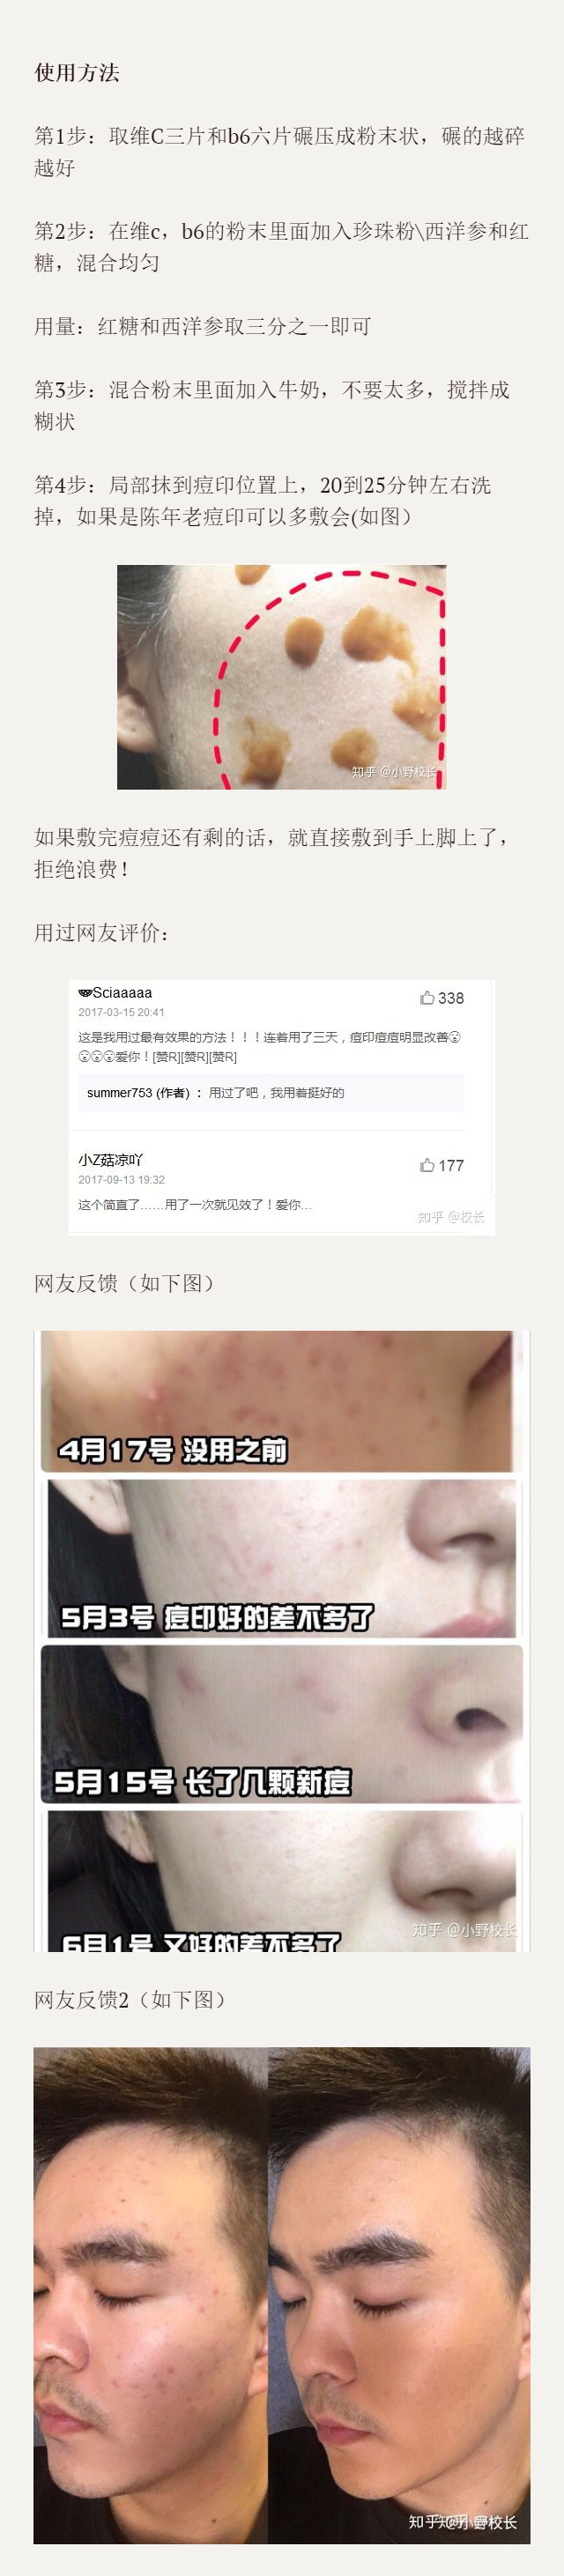 使用方法
第1步：取维C三片和b6六片碾压成粉末状，碾的越碎
越好
第2步：在维c，b6的粉末里面加入珍珠粉\西洋参和红
糖，混合均匀
用量：红糖和西洋参取三分之一即可
第3步：混合粉末里面加入牛奶，不要太多，搅拌成
糊状
第4步：局部抹到痘印位置上，20到25分钟左右洗
掉，如果是陈年老痘印可以多敷会(如图）
知乎 @小野校长
如果敷完痘痘还有剩的话，就直接敷到手上脚上了，
拒绝浪费！
用过网友评价：
Sciaaaaa
338
2017-03-15 20:41
这是我用过最有效果的方法！！！连着用了三天，痘印痘痘明显改善
爱你！[赞R][赞R][赞R]
summer753 (作者) ：用过了吧，我用着挺好的
小Z菇凉吖
177
2017-09-13 19:32
这个简直了……用了一次就见效了！爱你...
知乎 @校长
网友反馈（如下图）
4月17号 没用之前
5月3号 痘印好的差不多了
5月15号 长了几颗新痘
知乎 @小野校长
6月1号 又好的差不多了
网友反馈2（如下图）
知乎 @小野校长